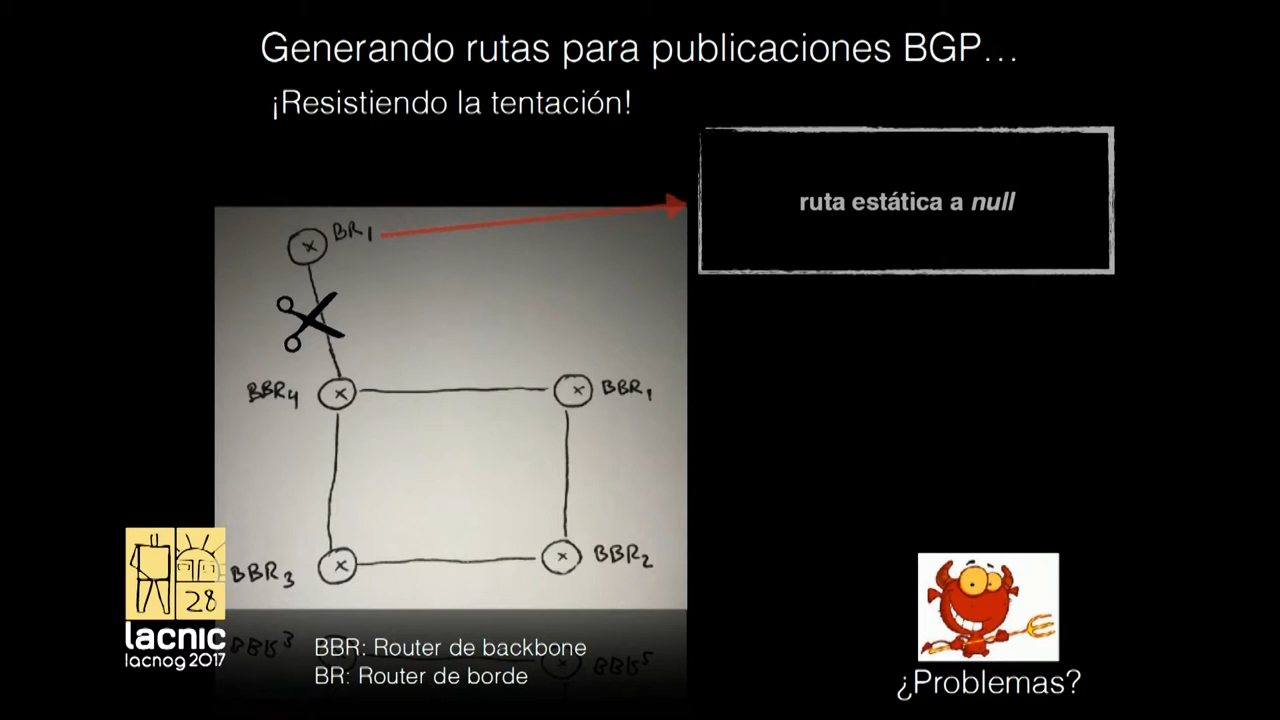 Generando rutas para publicaciones BGP...
¡Resistiendo la tentación!
ruta estática a null
BR1
BBR4
BBR1
BBR3
BBR2
28
lacnic
lacnog 2017
BBR: Router de backbone
BR: Router de borde
¿Problemas?